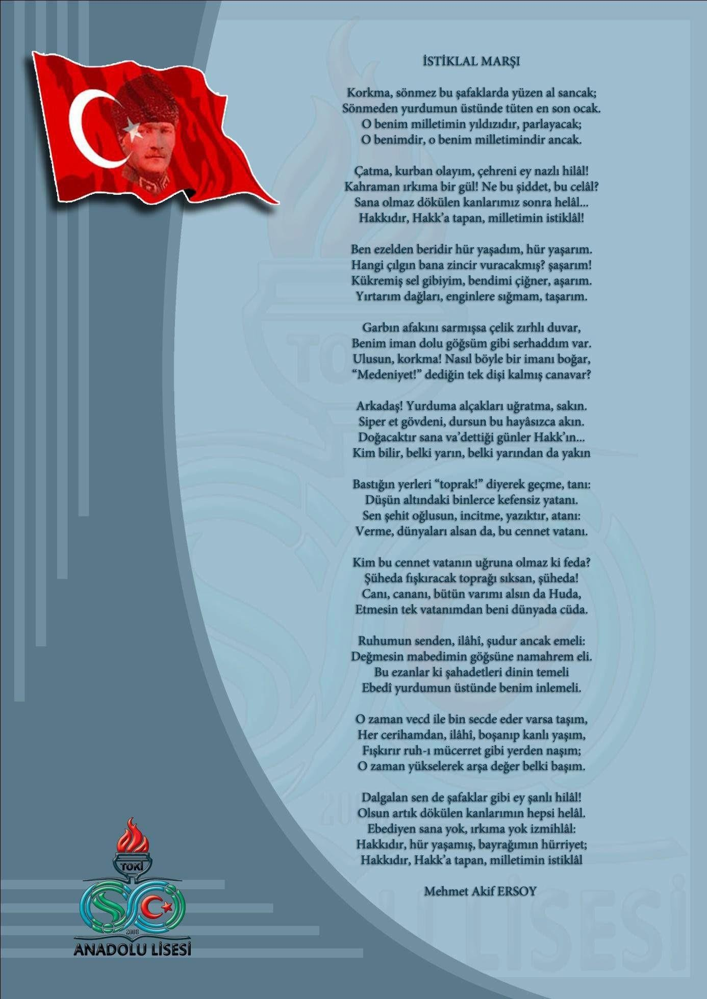 İSTİKLAL MARŞI
Korkma, sönmez bu şafaklarda yüzen al sancak;
Sönmeden yurdumun üstünde tüten en son ocak.
O benim milletimin yıldızıdır, parlayacak;
O benimdir, o benim milletimindir ancak.
Çatma, kurban olayım, çehreni ey nazlı hilâl!
Kahraman ırkıma bir gül! Ne bu şiddet, bu celâl?
Sana olmaz dökülen kanlarımız sonra helâl...
Hakkıdır, Hakk’a tapan, milletimin istiklâl!
Ben ezelden beridir hür yaşadım, hür yaşarım.
Hangi çılgın bana zincir vuracakmış? şaşarım!
Kükremiş sel gibiyim, bendimi çiğner, aşarım.
Yırtarım dağları, enginlere sığmam, taşarım.
Garbın afakını sarmışsa çelik zırhlı duvar,
Benim iman dolu göğsüm gibi serhaddım var.
Ulusun, korkma! Nasıl böyle bir imanı boğar,
“Medeniyet!” dediğin tek dişi kalmış canavar?
Arkadaş! Yurduma alçakları uğratma, sakın.
Siper et gövdeni, dursun bu hayâsızca akın.
Doğacaktır sana va’dettiği günler Hakk’ın...
Kim bilir, belki yarın, belki yarından da yakın
Bastığın yerleri “toprak!” diyerek geçme, tanı:
Düşün altındaki binlerce kefensiz yatanı.
Sen şehit oğlusun, incitme, yazıktır, atanı:
Verme, dünyaları alsan da, bu cennet vatanı.
Kim bu cennet vatanın uğruna olmaz ki feda?
Şüheda fışkıracak toprağı sıksan, şüheda!
Canı, cananı, bütün varımı alsın da Huda,
Etmesin tek vatanımdan beni dünyada cüda.
Ruhumun senden, ilâhî, şudur ancak emeli:
Değmesin mabedimin göğsüne namahrem eli.
Bu ezanlar ki şahadetleri dinin temeli
Ebedî yurdumun üstünde benim inlemeli.
O zaman vecd ile bin secde eder varsa taşım,
Her cerihamdan, ilâhî, boşanıp kanlı yaşım,
Fışkırır ruh-ı mücerret gibi yerden naşım;
O zaman yükselerek arşa değer belki başım.
Dalgalan sen de şafaklar gibi ey şanlı hilâl!
Olsun artık dökülen kanlarımın hepsi helâl.
Ebediyen sana yok, ırkıma yok izmihlâl:
Hakkıdır, hür yaşamış, bayrağımın hürriyet;
Hakkıdır, Hakk’a tapan, milletimin istiklâl
Mehmet Akif ERSOY
TOKİ
2008
ANADOLU LİSESİ